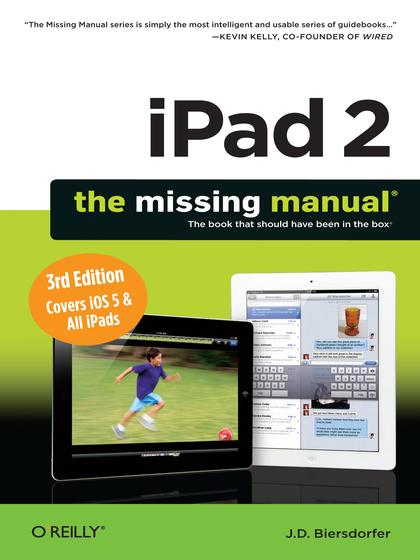 “The Missing Manual series is simply the most intelligent and usable series of guidebooks...”
—KEVIN KELLY, CO-FOUNDER OF WIRED
iPad 2
the missing manual®
The book that should have been in the box®
3rd Edition
Covers iOS 5 &
All iPads
O'REILLY®
J.D. Biersdorfer